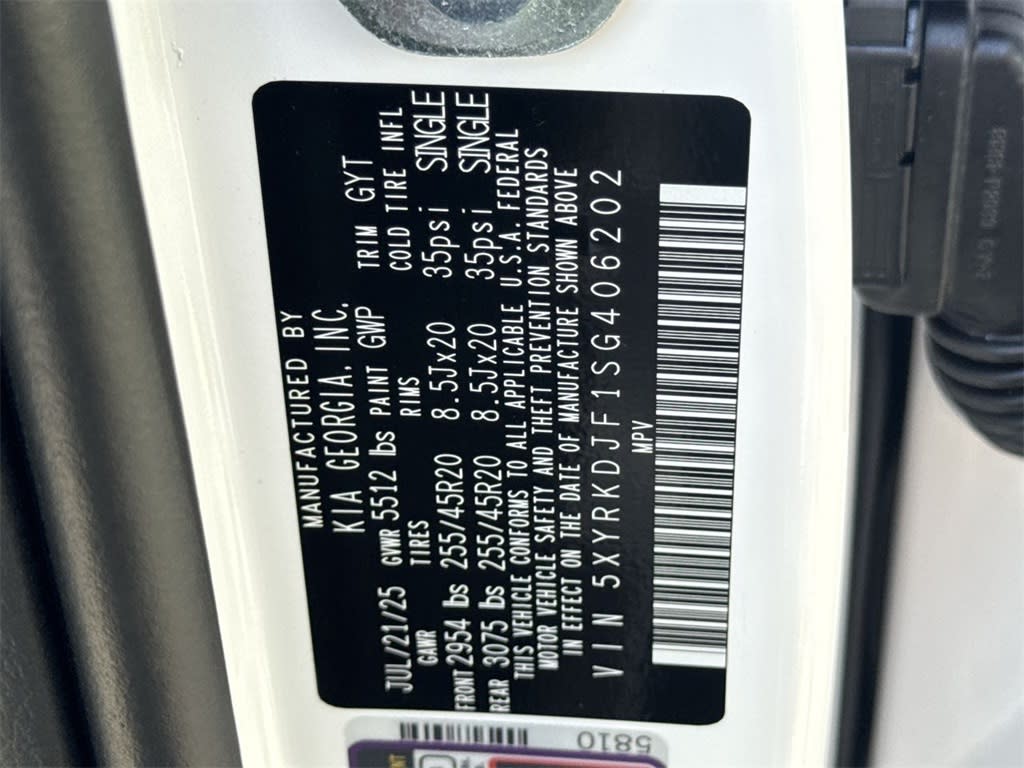 MANUFACTURED BY
KIA GEORGIA. INC.
JUL/21/25 GVWR 5512 lbs PAINT GWP TRIM GYT
GAWR TIRES RIMS COLD TIRE INFL
FRONT 2954 lbs 255/45R20 8.5Jx20 35psi SINGLE
REAR 3075 lbs 255/45R20 8.5Jx20 35psi SINGLE
THIS VEHICLE CONFORMS TO ALL APPLICABLE U.S.A. FEDERAL
MOTOR VEHICLE SAFETY AND THEFT PREVENTION STANDARDS
IN EFFECT ON THE DATE OF MANUFACTURE SHOWN ABOVE
VIN 5XYRKDJF1SG406202
MPV
5810